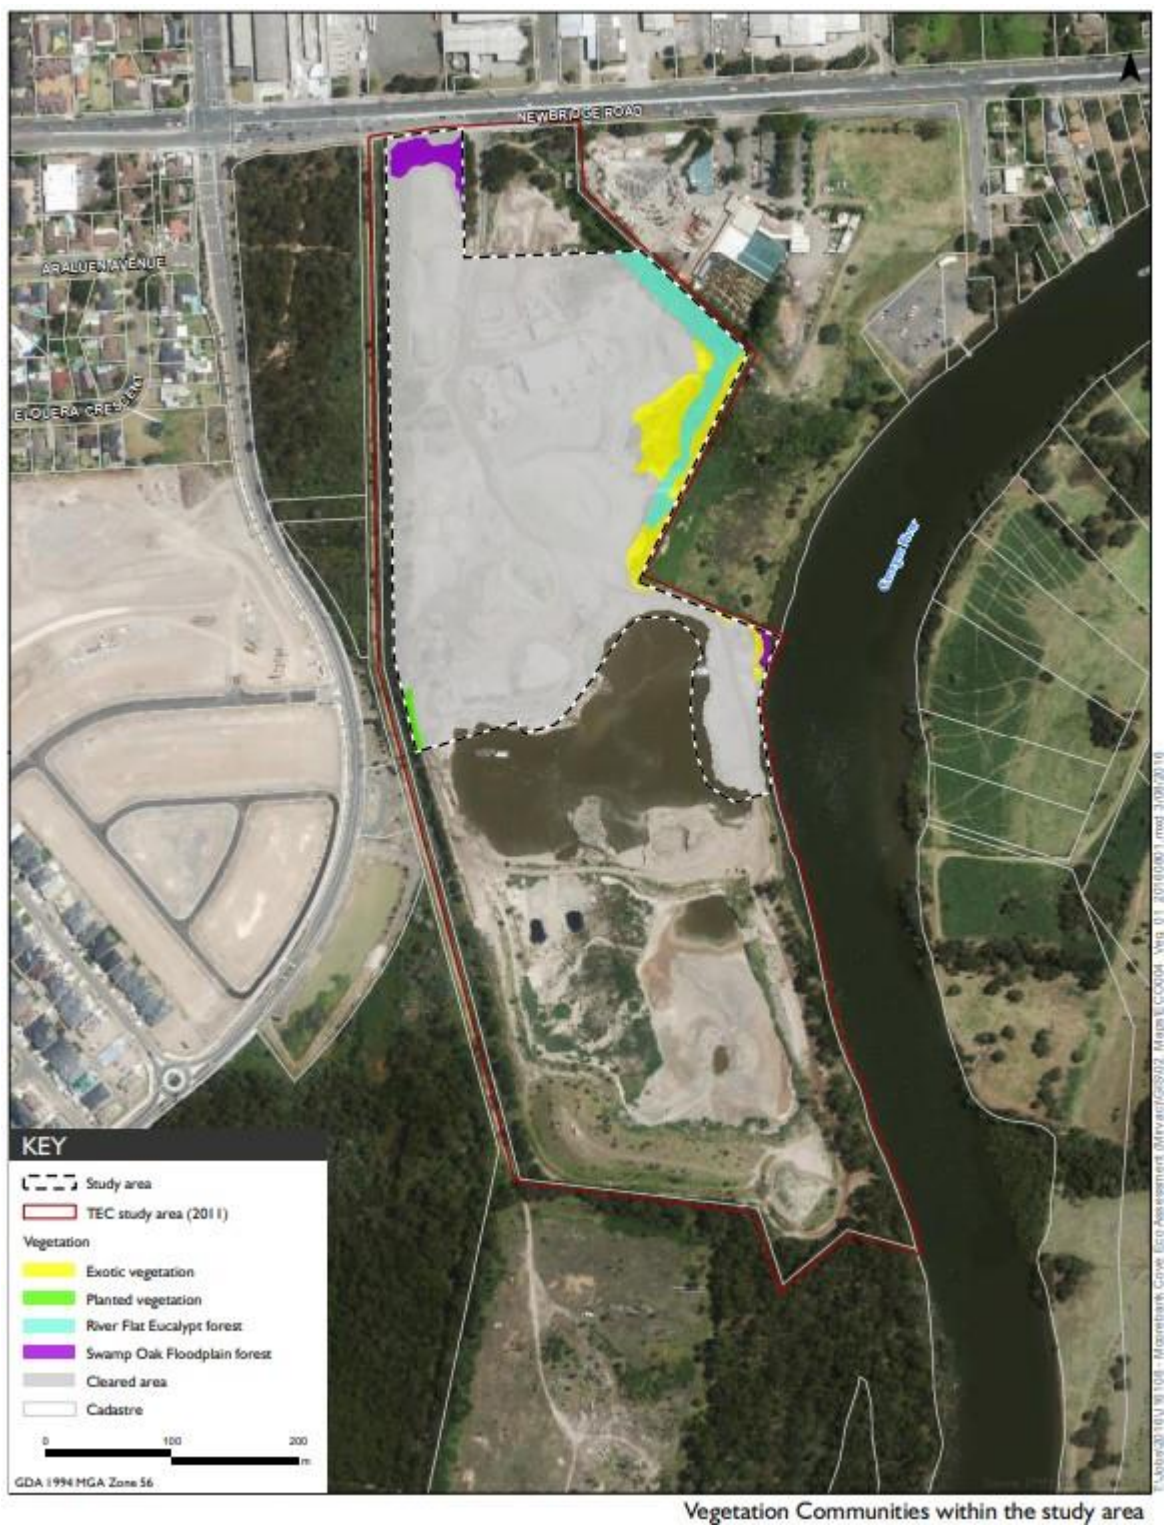 NEWBRIDGE ROAD
ARALUEN AVENUE
ELOUERA CRESCENT
Georges River
KEY
Study area
TEC study area (2011)
Vegetation
Exotic vegetation
Planted vegetation
River Flat Eucalypt forest
Swamp Oak Floodplain forest
Cleared area
Cadastre
0 100 200
m
GDA 1994 MGA Zone 56
Vegetation Communities within the study area